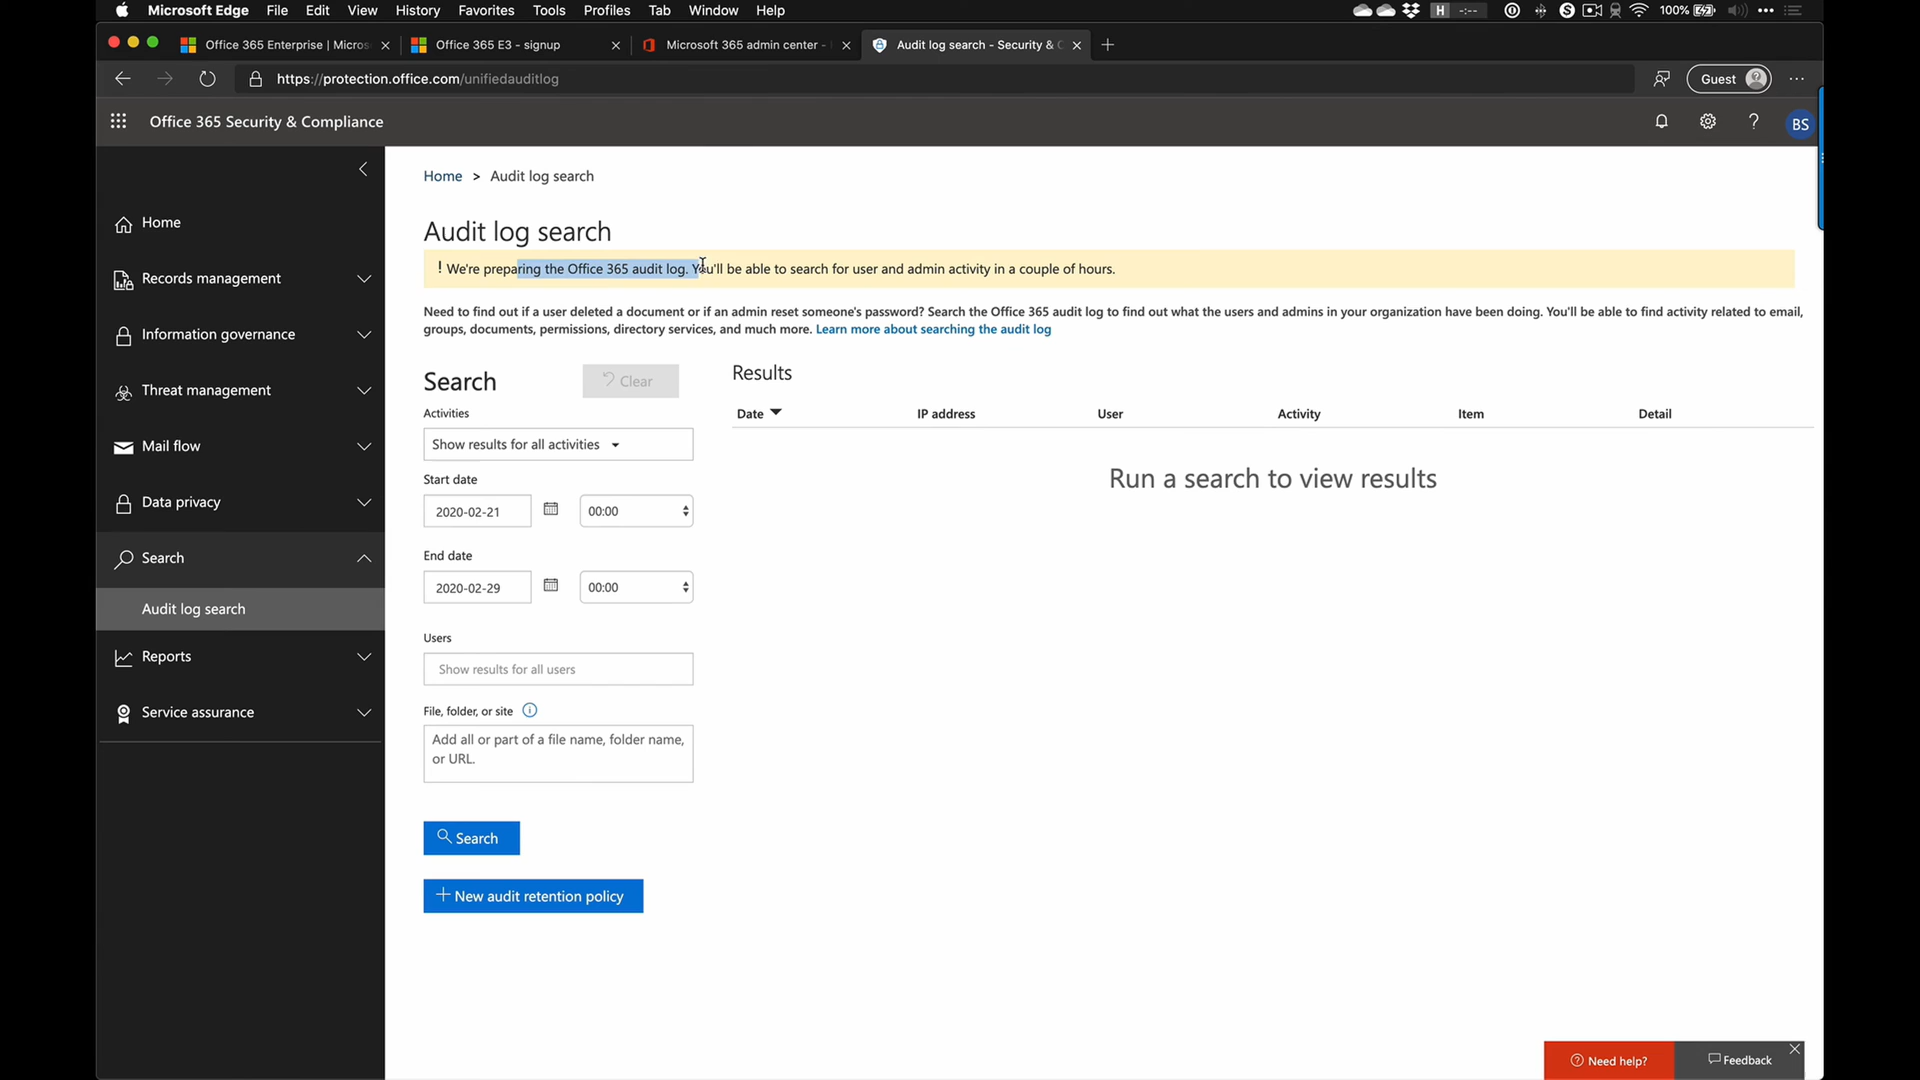 Microsoft Edge File Edit View History Favorites Tools Profiles Tab Window Help
H -:-- S 100%
Office 365 Enterprise | Micros
Office 365 E3 - signup
Microsoft 365 admin center -
Audit log search - Security & C
https://protection.office.com/unifiedauditlog
Guest
Office 365 Security & Compliance
BS
Home
Records management
Information governance
Threat management
Mail flow
Data privacy
Search
Audit log search
Reports
Service assurance
Home > Audit log search
Audit log search
! We're preparing the Office 365 audit log. You'll be able to search for user and admin activity in a couple of hours.
Need to find out if a user deleted a document or if an admin reset someone's password? Search the Office 365 audit log to find out what the users and admins in your organization have been doing. You'll be able to find activity related to email,
groups, documents, permissions, directory services, and much more. Learn more about searching the audit log
Search
Clear
Activities
Show results for all activities
Start date
2020-02-21
00:00
End date
2020-02-29
00:00
Users
Show results for all users
File, folder, or site
Add all or part of a file name, folder name,
or URL.
Search
+ New audit retention policy
Results
Date IP address User Activity Item Detail
Run a search to view results
Need help?
Feedback